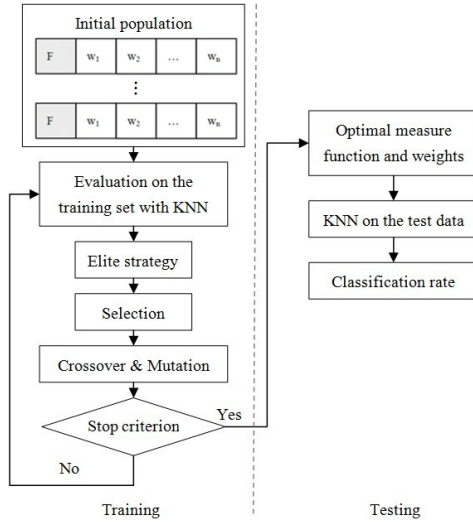 Initial population
F w1 w2 ... wn
⋮
F w1 w2 ... wn
Evaluation on the
training set with KNN
Elite strategy
Selection
Crossover & Mutation
Stop criterion
Yes
No
Training
Optimal measure
function and weights
KNN on the test data
Classification rate
Testing